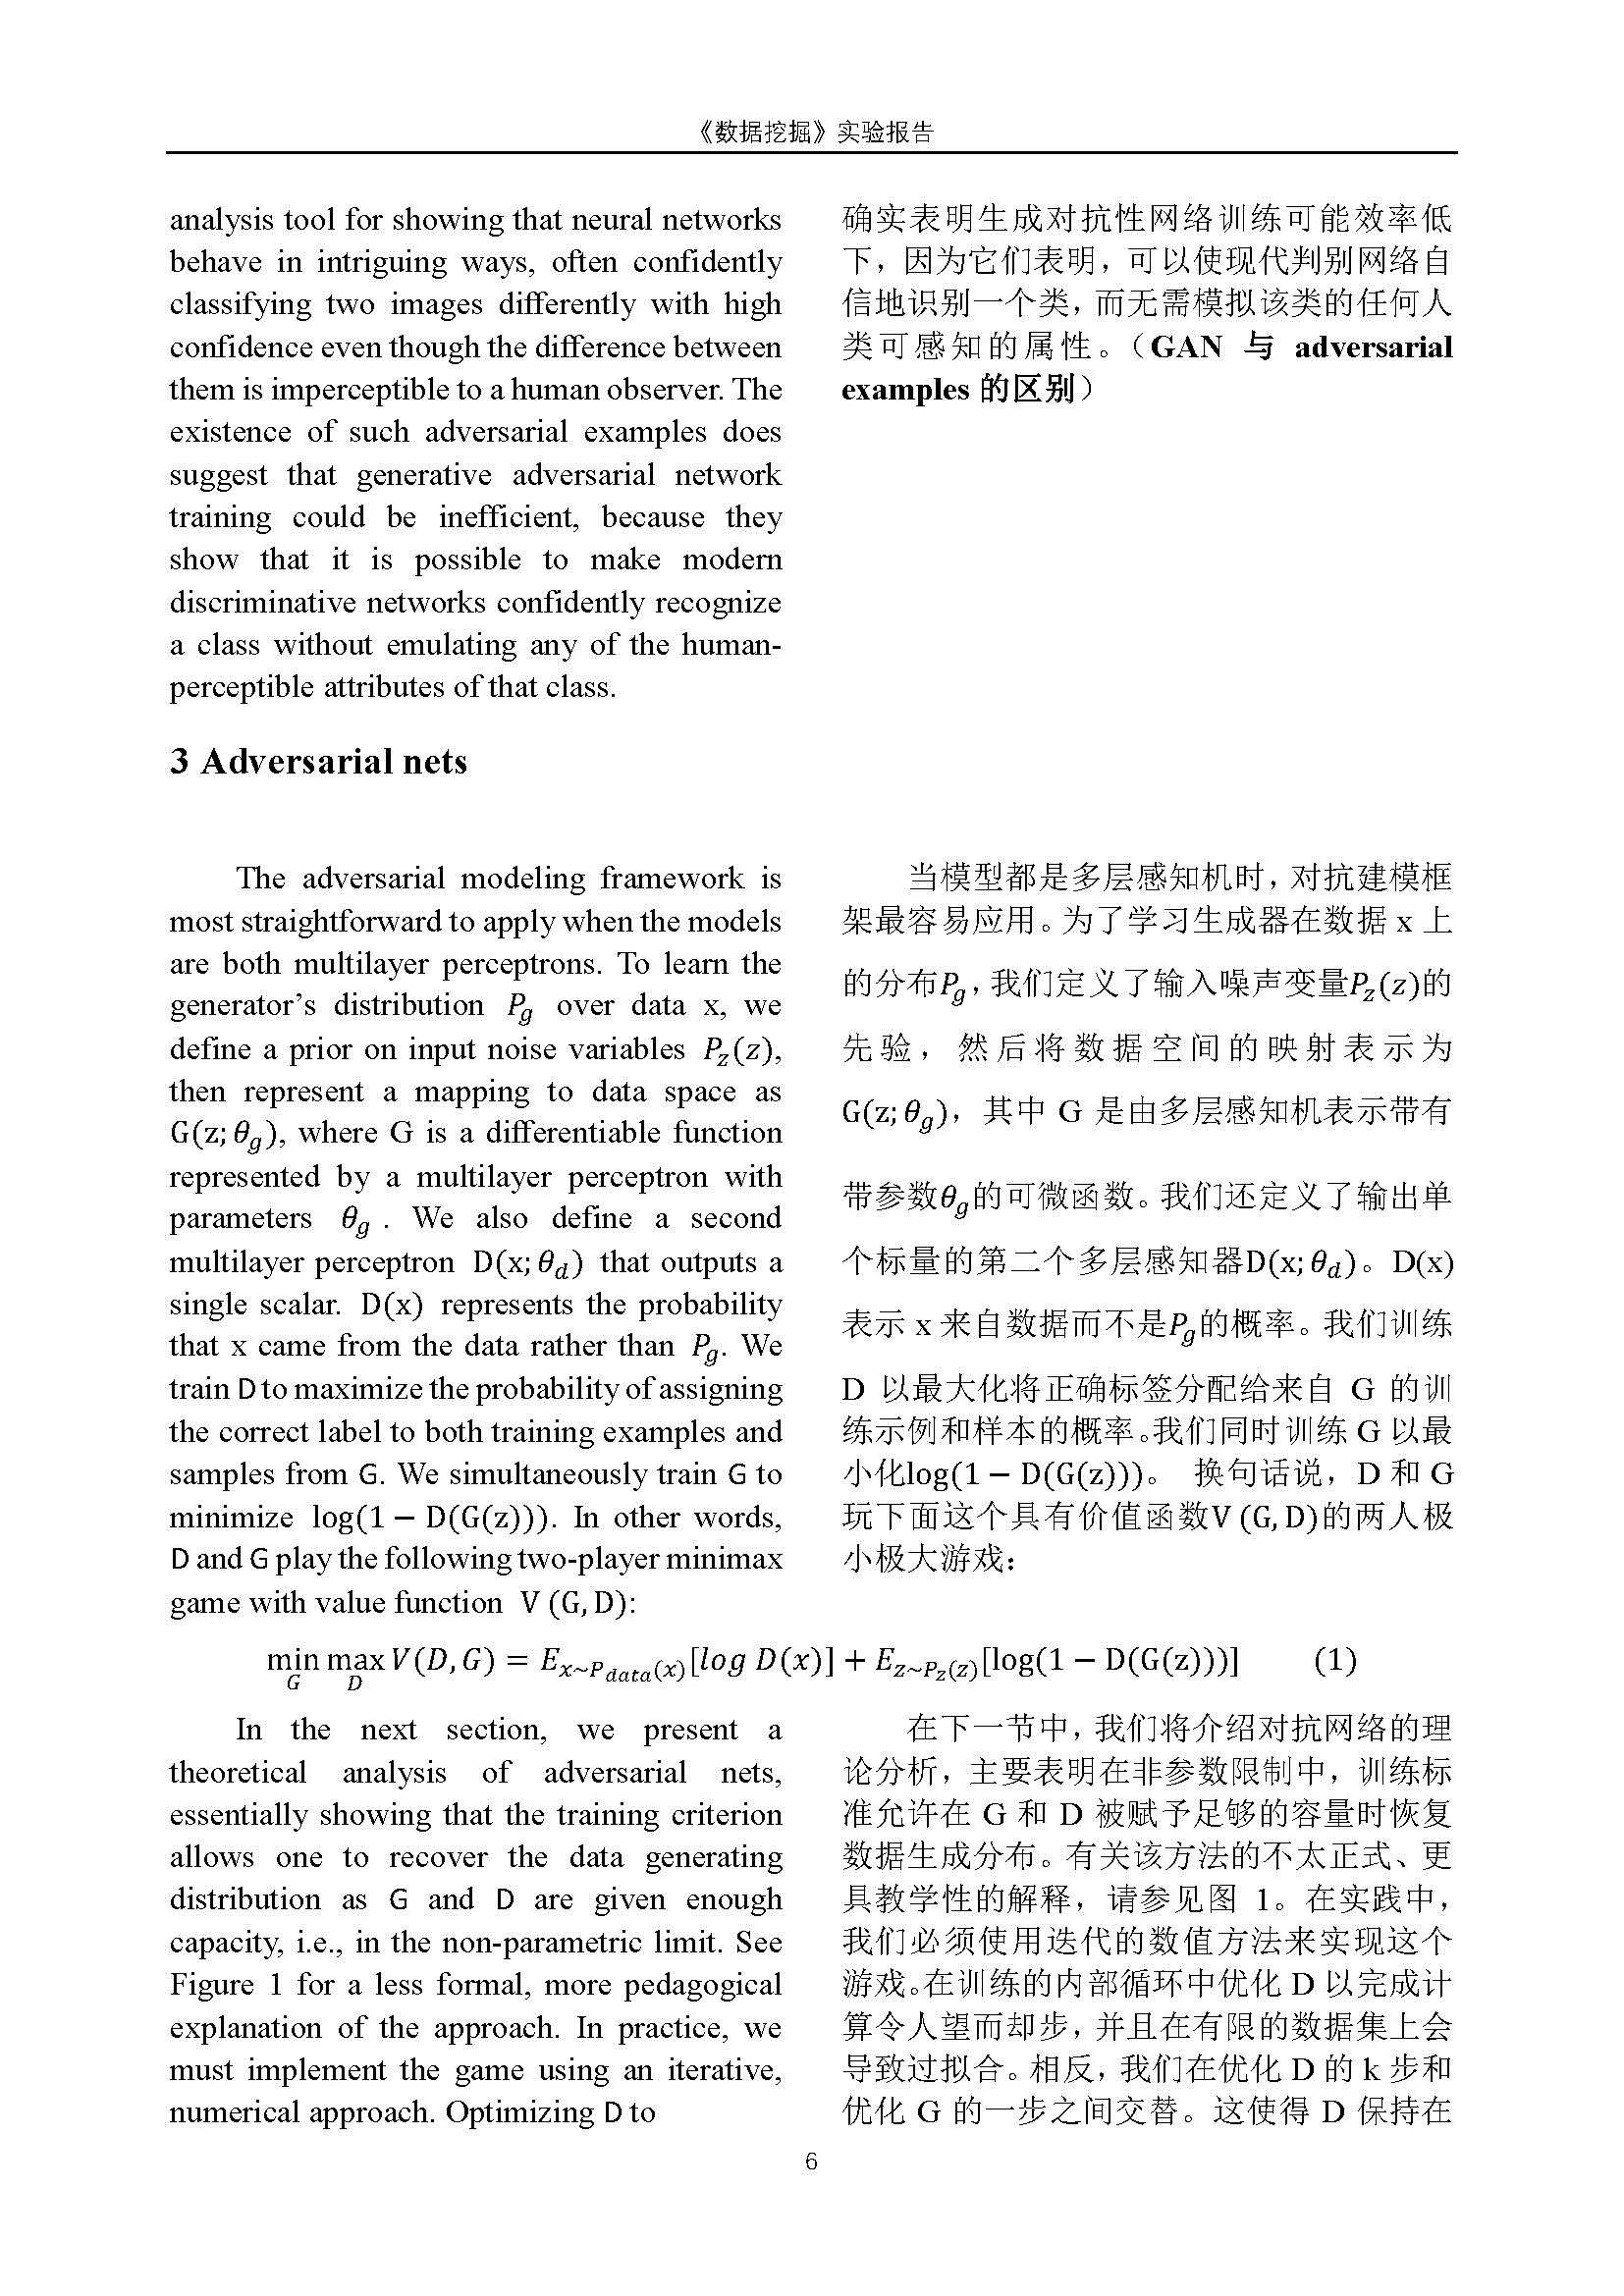 《数据挖掘》实验报告
analysis tool for showing that neural networks
behave in intriguing ways, often confidently
classifying two images differently with high
confidence even though the difference between
them is imperceptible to a human observer. The
existence of such adversarial examples does
suggest that generative adversarial network
training could be inefficient, because they
show that it is possible to make modern
discriminative networks confidently recognize
a class without emulating any of the human-
perceptible attributes of that class.
确实表明生成对抗性网络训练可能效率低
下，因为它们表明，可以使现代判别网络自
信地识别一个类，而无需模拟该类的任何人
类可感知的属性。（GAN 与 adversarial
examples 的区别）
3 Adversarial nets
The adversarial modeling framework is
most straightforward to apply when the models
are both multilayer perceptrons. To learn the
generator’s distribution P_g over data x, we
define a prior on input noise variables P_z(z),
then represent a mapping to data space as
G(z; θ_g), where G is a differentiable function
represented by a multilayer perceptron with
parameters θ_g . We also define a second
multilayer perceptron D(x; θ_d) that outputs a
single scalar. D(x) represents the probability
that x came from the data rather than P_g. We
train D to maximize the probability of assigning
the correct label to both training examples and
samples from G. We simultaneously train G to
minimize log(1 − D(G(z))). In other words,
D and G play the following two-player minimax
game with value function V (G, D):
当模型都是多层感知机时，对抗建模框
架最容易应用。为了学习生成器在数据 x 上
的分布P_g，我们定义了输入噪声变量P_z(z)的
先验，然后将数据空间的映射表示为
G(z; θ_g)，其中 G 是由多层感知机表示带有
带参数θ_g的可微函数。我们还定义了输出单
个标量的第二个多层感知器D(x; θ_d)。D(x)
表示 x 来自数据而不是P_g的概率。我们训练
D 以最大化将正确标签分配给来自 G 的训
练示例和样本的概率。我们同时训练 G 以最
小化log(1 − D(G(z)))。 换句话说，D 和 G
玩下面这个具有价值函数V (G, D)的两人极
小极大游戏：
min_G max_D V(D, G) = E_{x~P_data(x)}[log D(x)] + E_{z~P_z(z)}[log(1 − D(G(z)))] (1)
In the next section, we present a
theoretical analysis of adversarial nets,
essentially showing that the training criterion
allows one to recover the data generating
distribution as G and D are given enough
capacity, i.e., in the non-parametric limit. See
Figure 1 for a less formal, more pedagogical
explanation of the approach. In practice, we
must implement the game using an iterative,
numerical approach. Optimizing D to
在下一节中，我们将介绍对抗网络的理
论分析，主要表明在非参数限制中，训练标
准允许在 G 和 D 被赋予足够的容量时恢复
数据生成分布。有关该方法的不太正式、更
具教学性的解释，请参见图 1。在实践中，
我们必须使用迭代的数值方法来实现这个
游戏。在训练的内部循环中优化 D 以完成计
算令人望而却步，并且在有限的数据集上会
导致过拟合。相反，我们在优化 D 的 k 步和
优化 G 的一步之间交替。这使得 D 保持在
6